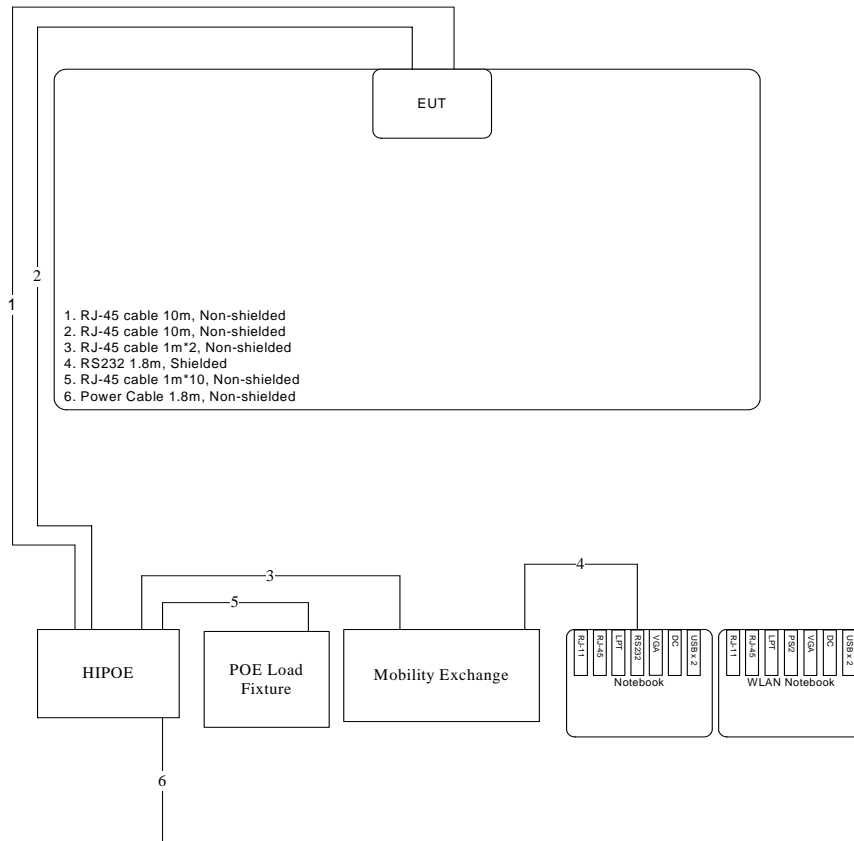 EUT
2
1
1. RJ-45 cable 10m, Non-shielded
2. RJ-45 cable 10m, Non-shielded
3. RJ-45 cable 1m*2, Non-shielded
4. RS232 1.8m, Shielded
5. RJ-45 cable 1m*10, Non-shielded
6. Power Cable 1.8m, Non-shielded
4
3
5
HIPOE
POE Load
Fixture
Mobility Exchange
RJ-11
RJ-45
LPT
RS232
VGA
DC
USB x 2
Notebook
RJ-11
RJ-45
LPT
PS/2
VGA
DC
USB x 2
WLAN Notebook
6